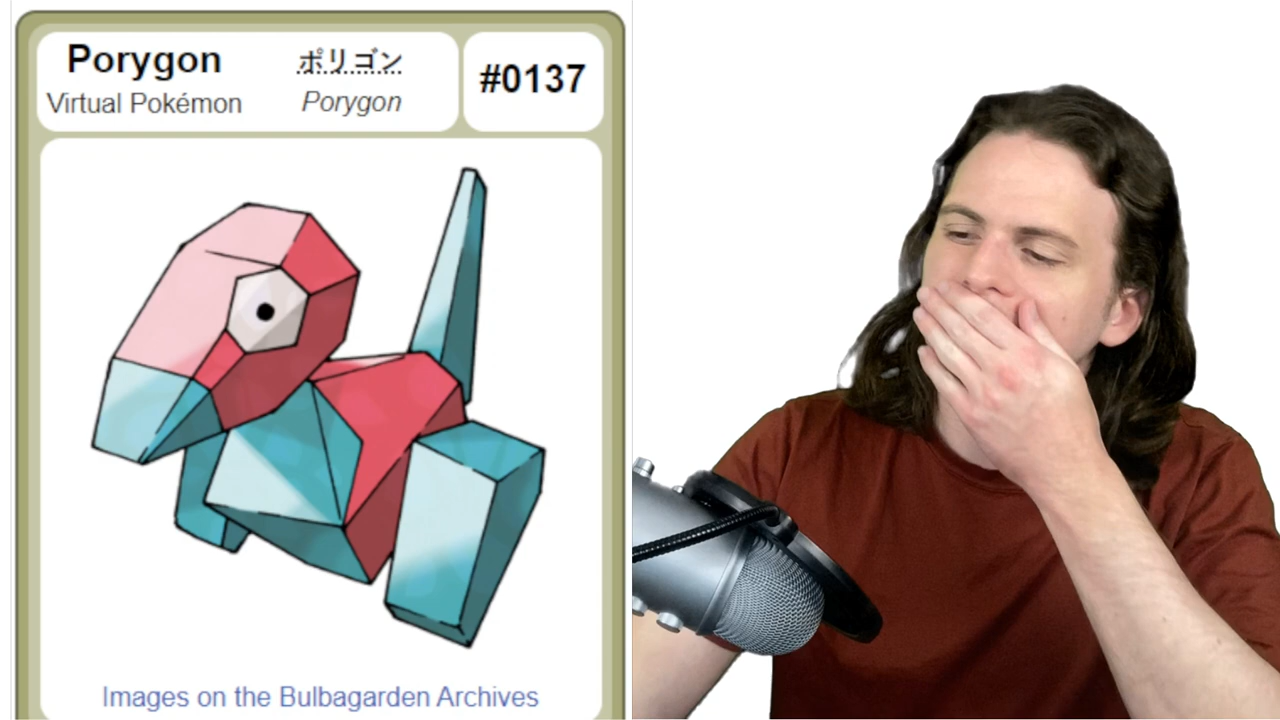 Porygon
Virtual Pokémon
ポリゴン
Porygon
#0137
Images on the Bulbagarden Archives